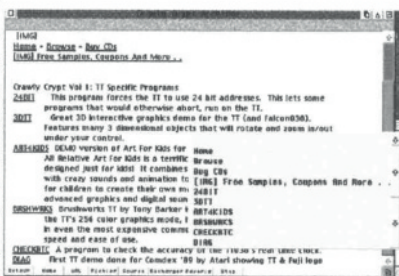 [IMG]
Home - Browse - Buy CDs
[IMG] Free Samples, Coupons And More . .
Crawly Crypt Vol 1: TT Specific Programs
24BIT This program forces the TT to use 24 bit addresses. This lets some
programs that would otherwise abort, run on the TT.
3DTT Great 3D interactive graphics demo for the TT (and falcon030).
Features many 3 dimensional objects that will rotate and zoom in/out
under your control.
ART4KIDS DEMO version of Art For Kids for
All Relative Art For Kids is a terrific
designed just for kids! It combines
with crazy sounds and animation
for children to create their own
advanced graphics and digital
BRSHWRKS Brushworks TT by Tony Barker
the TT's 256 color graphics mode,
in even the most expensive
speed and ease of use.
CHECKRTC A program to check the accuracy of the
DIAG First TT demo done for Comdex '89 by Atari showing TT & Fuji logo
Home
Browse
Buy CDs
[IMG] Free Samples, Coupons And More . .
24BIT
3DTT
ART4KIDS
BRSHWRKS
CHECKRTC
DIAG
Home URL Source Stop